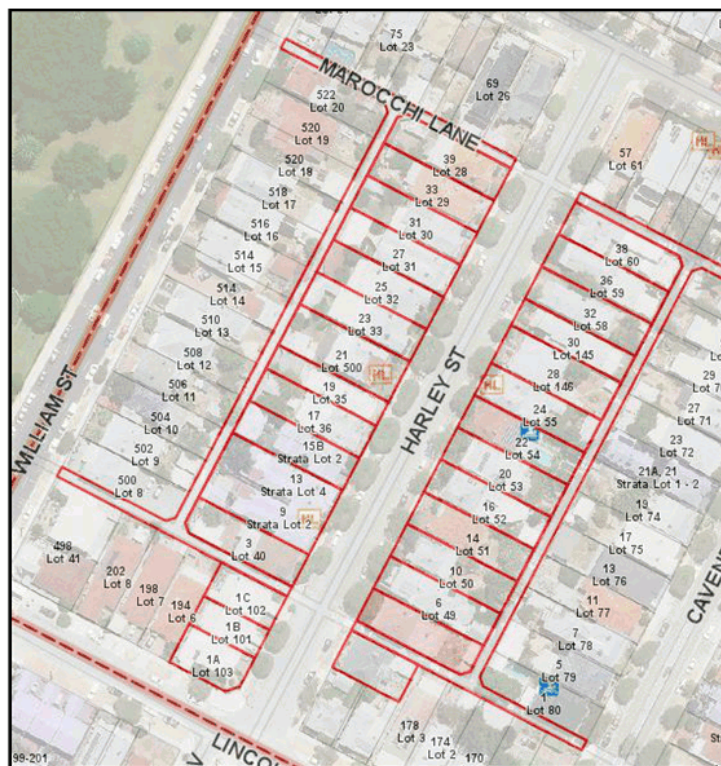 75
Lot 23
MAROCCHI LANE
69
Lot 26
522
Lot 20
520
Lot 19
520
Lot 18
518
Lot 17
516
Lot 16
514
Lot 15
514
Lot 14
510
Lot 13
508
Lot 12
506
Lot 11
504
Lot 10
502
Lot 9
500
Lot 8
WILLIAM ST
39
Lot 28
33
Lot 29
31
Lot 30
27
Lot 31
25
Lot 32
23
Lot 33
21
Lot 500
HL
19
Lot 35
17
Lot 36
15B
Strata Lot 2
13
Strata Lot 4
9
Strata Lot 2
HL
3
Lot 40
1C
Lot 102
1B
Lot 101
1A
Lot 103
HARLEY ST
57
Lot 61
HL
38
Lot 60
36
Lot 59
32
Lot 58
30
Lot 145
28
Lot 146
HL
24
Lot 55
22
Lot 54
20
Lot 53
16
Lot 52
14
Lot 51
10
Lot 50
6
Lot 49
29
27
Lot 71
23
Lot 72
21A, 21
Strata Lot 1 - 2
19
Lot 74
17
Lot 75
13
Lot 76
11
Lot 77
7
Lot 78
5
Lot 79
1
Lot 80
498
Lot 41
202
Lot 8
198
Lot 7
194
Lot 6
178
Lot 3
174
Lot 2
170
99-201